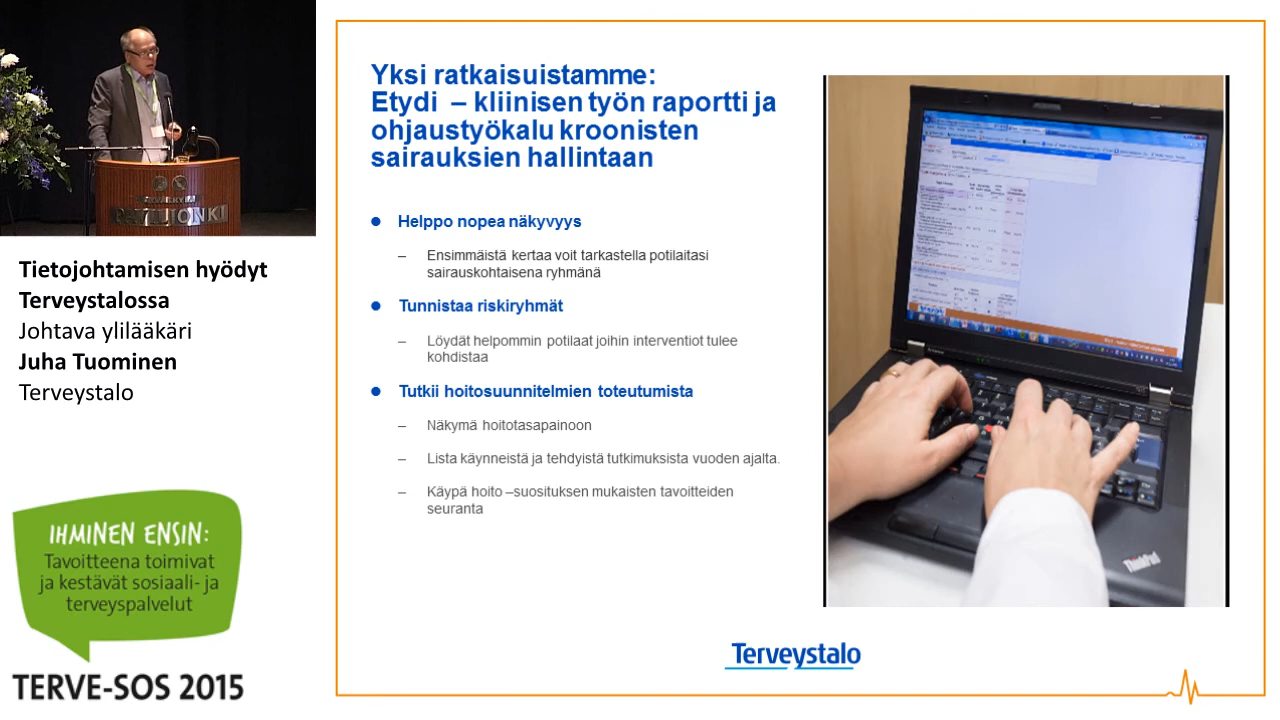 PAVILJONKI
Tietojohtamisen hyödyt
Terveystalossa
Johtava ylilääkäri
Juha Tuominen
Terveystalo
IHMINEN ENSIN:
Tavoitteena toimivat
ja kestävät sosiaali- ja
terveyspalvelut
TERVE-SOS 2015
Yksi ratkaisuistamme:
Etydi – kliinisen työn raportti ja
ohjaustyökalu kroonisten
sairauksien hallintaan
● Helppo nopea näkyvyys
– Ensimmäistä kertaa voit tarkastella potilaitasi
sairauskohtaisena ryhmänä
● Tunnistaa riskiryhmät
– Löydät helpommin potilaat joihin interventiot tulee
kohdistaa
● Tutkii hoitosuunnitelmien toteutumista
– Näkymä hoitotasapainoon
– Lista käynneistä ja tehdyistä tutkimuksista vuoden ajalta.
– Käypä hoito –suosituksen mukaisten tavoitteiden
seuranta
ThinkPad
Terveystalo